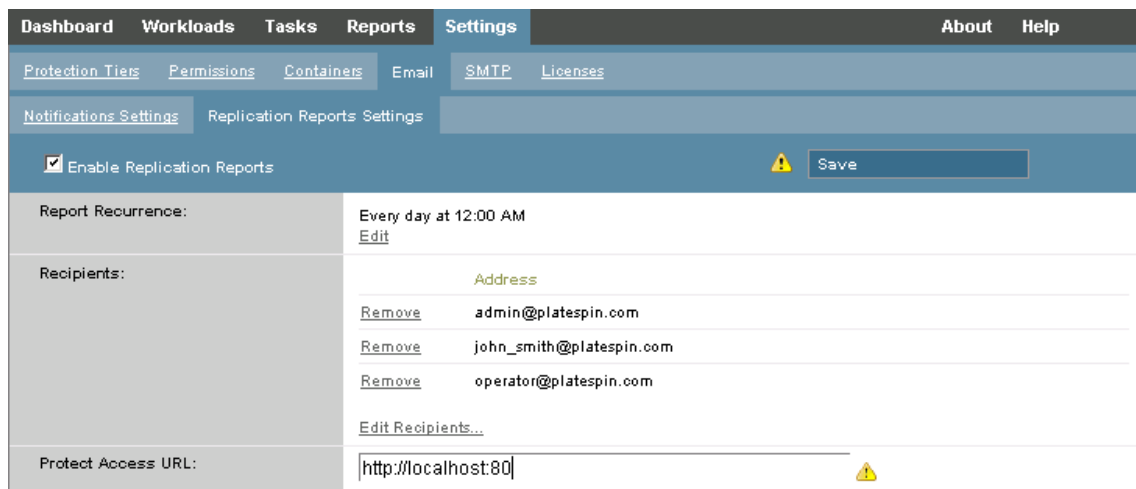 Dashboard Workloads Tasks Reports Settings About Help
Protection Tiers Permissions Containers Email SMTP Licenses
Notifications Settings Replication Reports Settings
Enable Replication Reports Save
Report Recurrence: Every day at 12:00 AM
Edit
Recipients: Address
Remove admin@platespin.com
Remove john_smith@platespin.com
Remove operator@platespin.com
Edit Recipients...
Protect Access URL: http://localhost:80